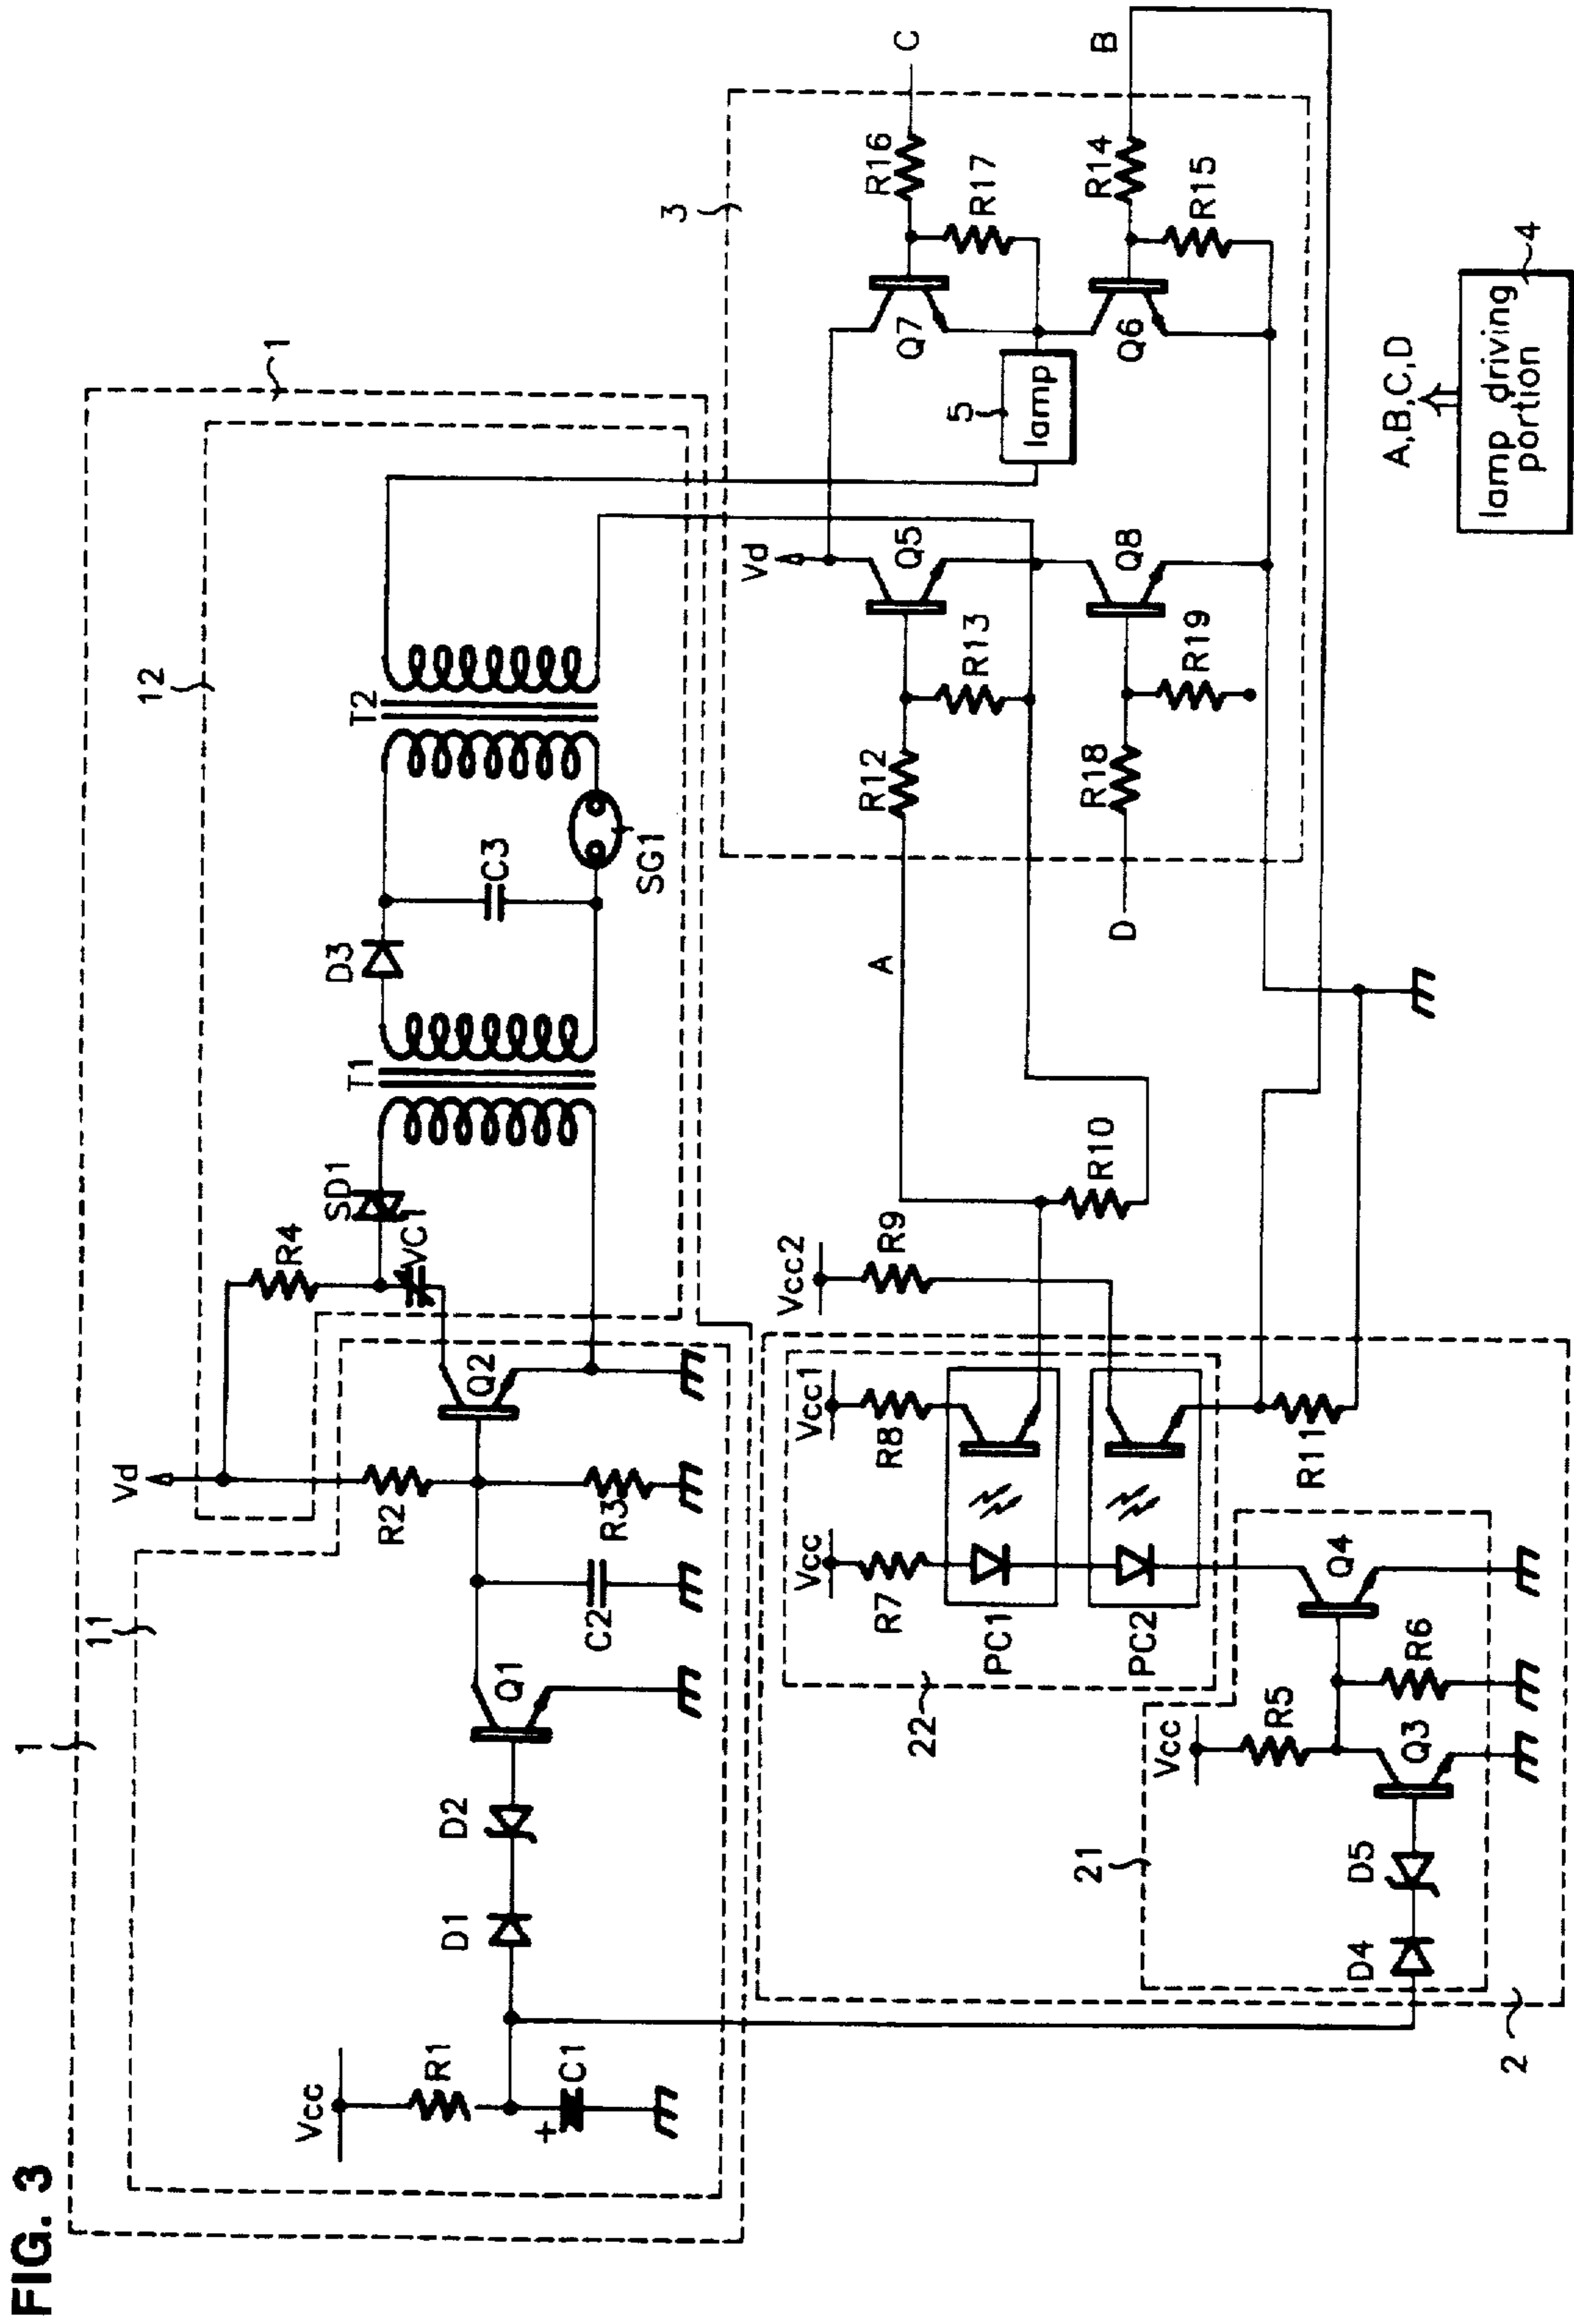 FIG. 3
1
11
12
1
Vcc
R1
+
C1
D1
D2
Q1
C2
Vd
R2
R3
Q2
R4
VC1
SD1
T1
D3
C3
SG1
T2
2
21
22
D4
D5
Vcc
R5
Q3
R6
Q4
Vcc
R7
PC1
PC2
Vcc1
R8
Vcc2
R9
R10
R11
A
D
3
R12
R13
R18
R19
Vd
Q5
Q8
5
lamp
Q7
Q6
R16
R17
R14
R15
C
B
A,B,C,D
lamp driving
portion
4